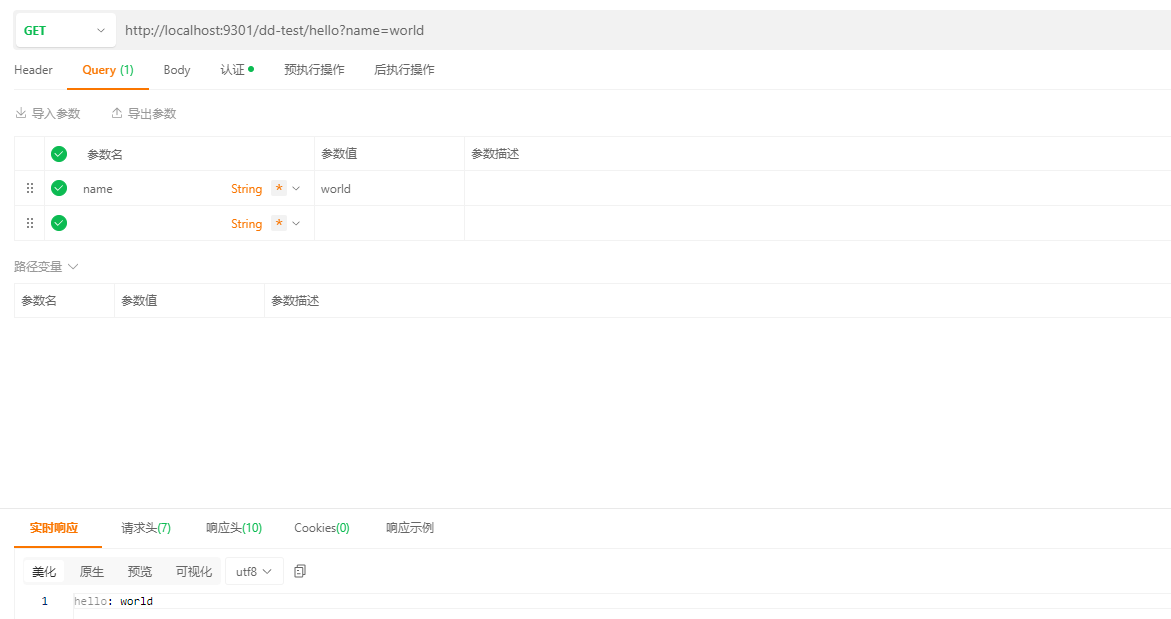 GET http://localhost:9301/dd-test/hello?name=world
Header Query (1) Body 认证 预执行操作 后执行操作
导入参数 导出参数
参数名 参数值 参数描述
name String * world
String *
路径变量
参数名 参数值 参数描述
实时响应 请求头(7) 响应头(10) Cookies(0) 响应示例
美化 原生 预览 可视化 utf8
1 hello: world